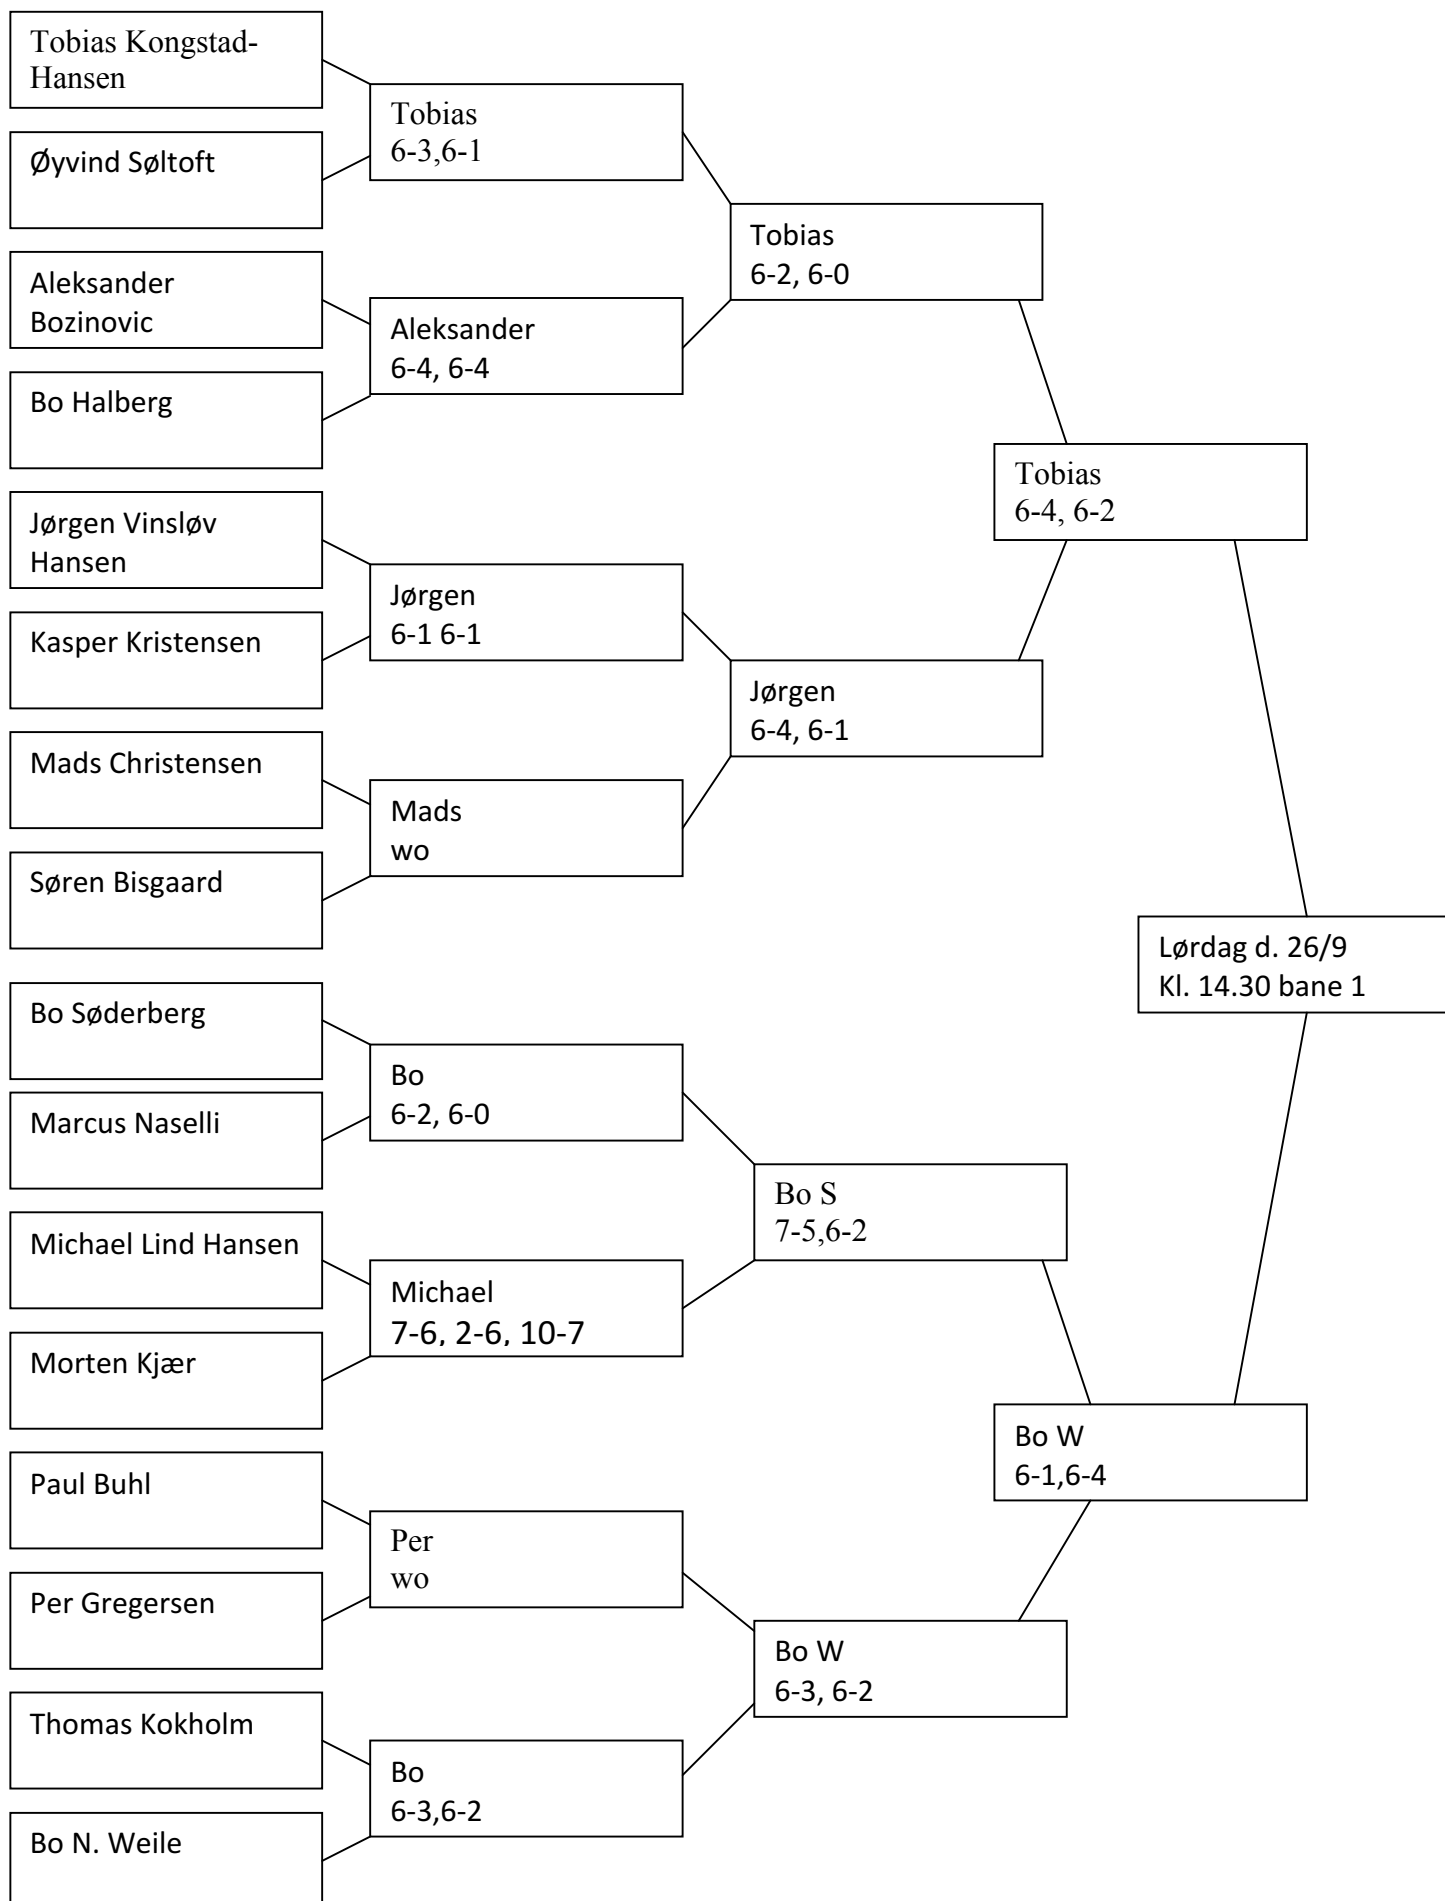 Tobias Kongstad-
Hansen
Øyvind Søltoft
Aleksander
Bozinovic
Bo Halberg
Jørgen Vinsløv
Hansen
Kasper Kristensen
Mads Christensen
Søren Bisgaard
Bo Søderberg
Marcus Naselli
Michael Lind Hansen
Morten Kjær
Paul Buhl
Per Gregersen
Thomas Kokholm
Bo N. Weile
Tobias
6-3,6-1
Aleksander
6-4, 6-4
Jørgen
6-1 6-1
Mads
wo
Bo
6-2, 6-0
Michael
7-6, 2-6, 10-7
Per
wo
Bo
6-3,6-2
Tobias
6-2, 6-0
Jørgen
6-4, 6-1
Bo S
7-5,6-2
Bo W
6-3, 6-2
Tobias
6-4, 6-2
Bo W
6-1,6-4
Lørdag d. 26/9
Kl. 14.30 bane 1